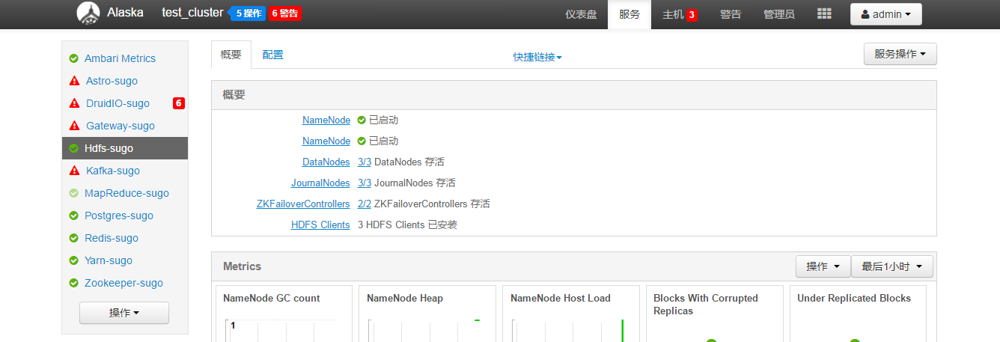 Alaska test_cluster 5 操作 6 警告 仪表盘 服务 主机 3 警告 管理员 admin
Ambari Metrics
Astro-sugo
DruidIO-sugo 6
Gateway-sugo
Hdfs-sugo
Kafka-sugo
MapReduce-sugo
Postgres-sugo
Redis-sugo
Yarn-sugo
Zookeeper-sugo
操作
概要 配置 快捷链接 服务操作
概要
NameNode 已启动
NameNode 已启动
DataNodes 3/3 DataNodes 存活
JournalNodes 3/3 JournalNodes 存活
ZKFailoverControllers 2/2 ZKFailoverControllers 存活
HDFS Clients 3 HDFS Clients 已安装
Metrics 操作 最后1小时
NameNode GC count
1
NameNode Heap
NameNode Host Load
Blocks With Corrupted
Replicas
Under Replicated Blocks